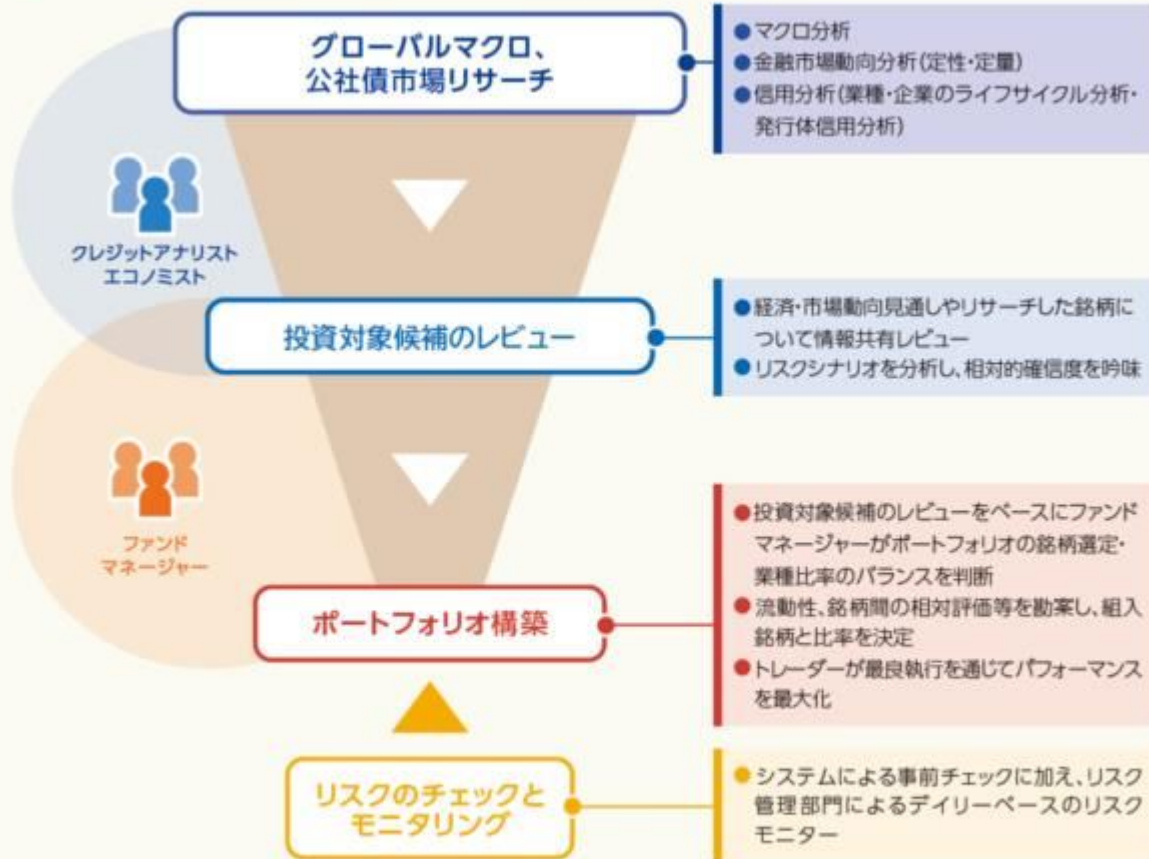 グローバルマクロ、
公社債市場リサーチ
●マクロ分析
●金融市場動向分析(定性・定量)
●信用分析(業種・企業のライフサイクル分析・
発行体信用分析)
クレジットアナリスト
エコノミスト
投資対象候補のレビュー
●経済・市場動向見通しやリサーチした銘柄に
ついて情報共有レビュー
●リスクシナリオを分析し、相対的確信度を吟味
ファンド
マネージャー
ポートフォリオ構築
●投資対象候補のレビューをベースにファンド
マネージャーがポートフォリオの銘柄選定・
業種比率のバランスを判断
●流動性、銘柄間の相対評価等を勘案し、組入
銘柄と比率を決定
●トレーダーが最良執行を通じてパフォーマンス
を最大化
リスクのチェックと
モニタリング
●システムによる事前チェックに加え、リスク
管理部門によるデイリーベースのリスク
モニター